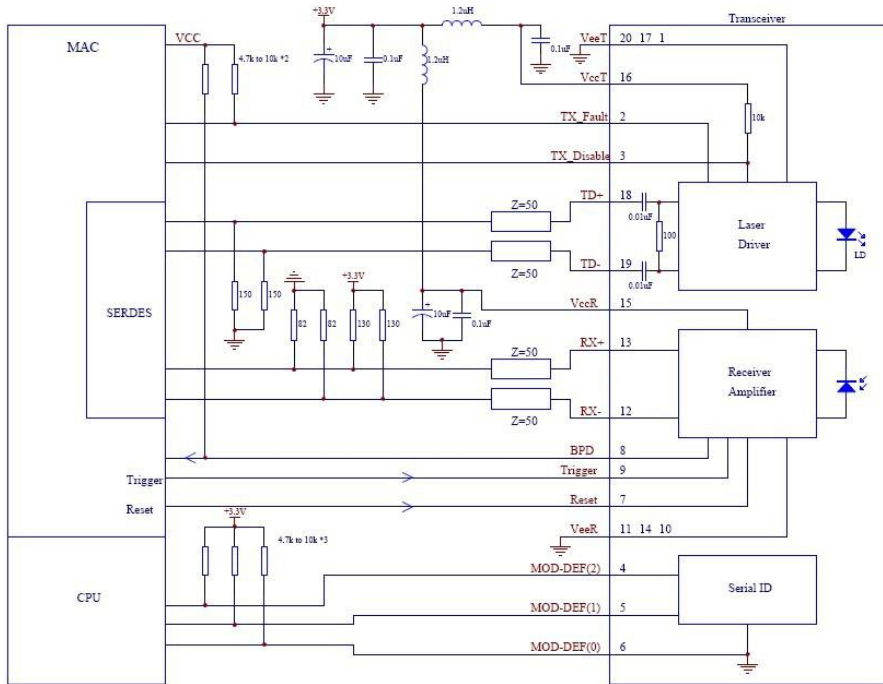 +3.3V
1.2uH
Transceiver
MAC
VCC
4.7k to 10k *2
10uF
0.1uF
1.2uH
0.1uF
VeeT
20 17 1
VccT
16
TX_Fault
2
10k
TX_Disable
3
Z=50
TD+
18
0.01uF
100
Laser
Driver
LD
Z=50
TD-
19
0.01uF
SERDES
150
150
+3.3V
82
82
130
130
10uF
0.1uF
VccR
15
Z=50
RX+
13
Receiver
Amplifier
Z=50
RX-
12
BPD
8
Trigger
Trigger
9
Reset
Reset
7
+3.3V
4.7k to 10k *3
VeeR
11 14 10
CPU
MOD-DEF(2)
4
Serial ID
MOD-DEF(1)
5
MOD-DEF(0)
6